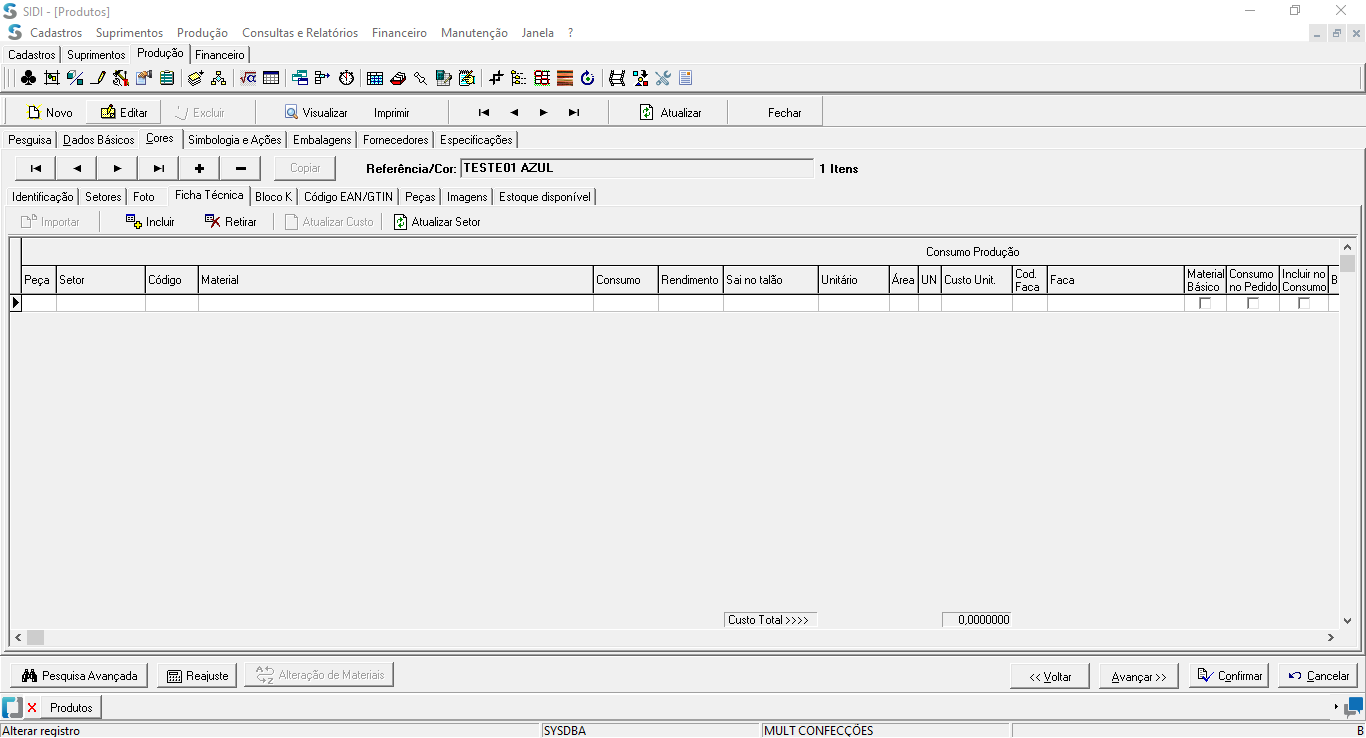 SIDI - [Produtos]
Cadastros Suprimentos Produção Consultas e Relatórios Financeiro Manutenção Janela ?
Cadastros Suprimentos Produção Financeiro
Novo Editar Excluir Visualizar Imprimir Atualizar Fechar
Pesquisa Dados Básicos Cores Simbologia e Ações Embalagens Fornecedores Especificações
Copiar Referência/Cor: TESTE01 AZUL 1 Itens
Identificação Setores Foto Ficha Técnica Bloco K Código EAN/GTIN Peças Imagens Estoque disponível
Importar Incluir Retirar Atualizar Custo Atualizar Setor
Consumo Produção
Peça Setor Código Material Consumo Rendimento Sai no talão Unitário Área UN Custo Unit. Cod. Faca Faca Material Básico Consumo no Pedido Incluir no Consumo B
Custo Total >>>> 0,0000000
Pesquisa Avançada Reajuste Alteração de Materiais << Voltar Avançar >> Confirmar Cancelar
Produtos
Alterar registro SYSDBA MULT CONFECÇÕES B